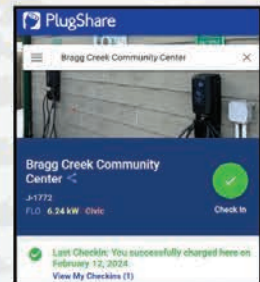 PlugShare
Bragg Creek Community Center
Bragg Creek Community
Center
J-1772
FLO 6.24 kW Civic
Check In
Last Checkin: You successfully charged here on
February 12, 2024.
View My Checkins (1)